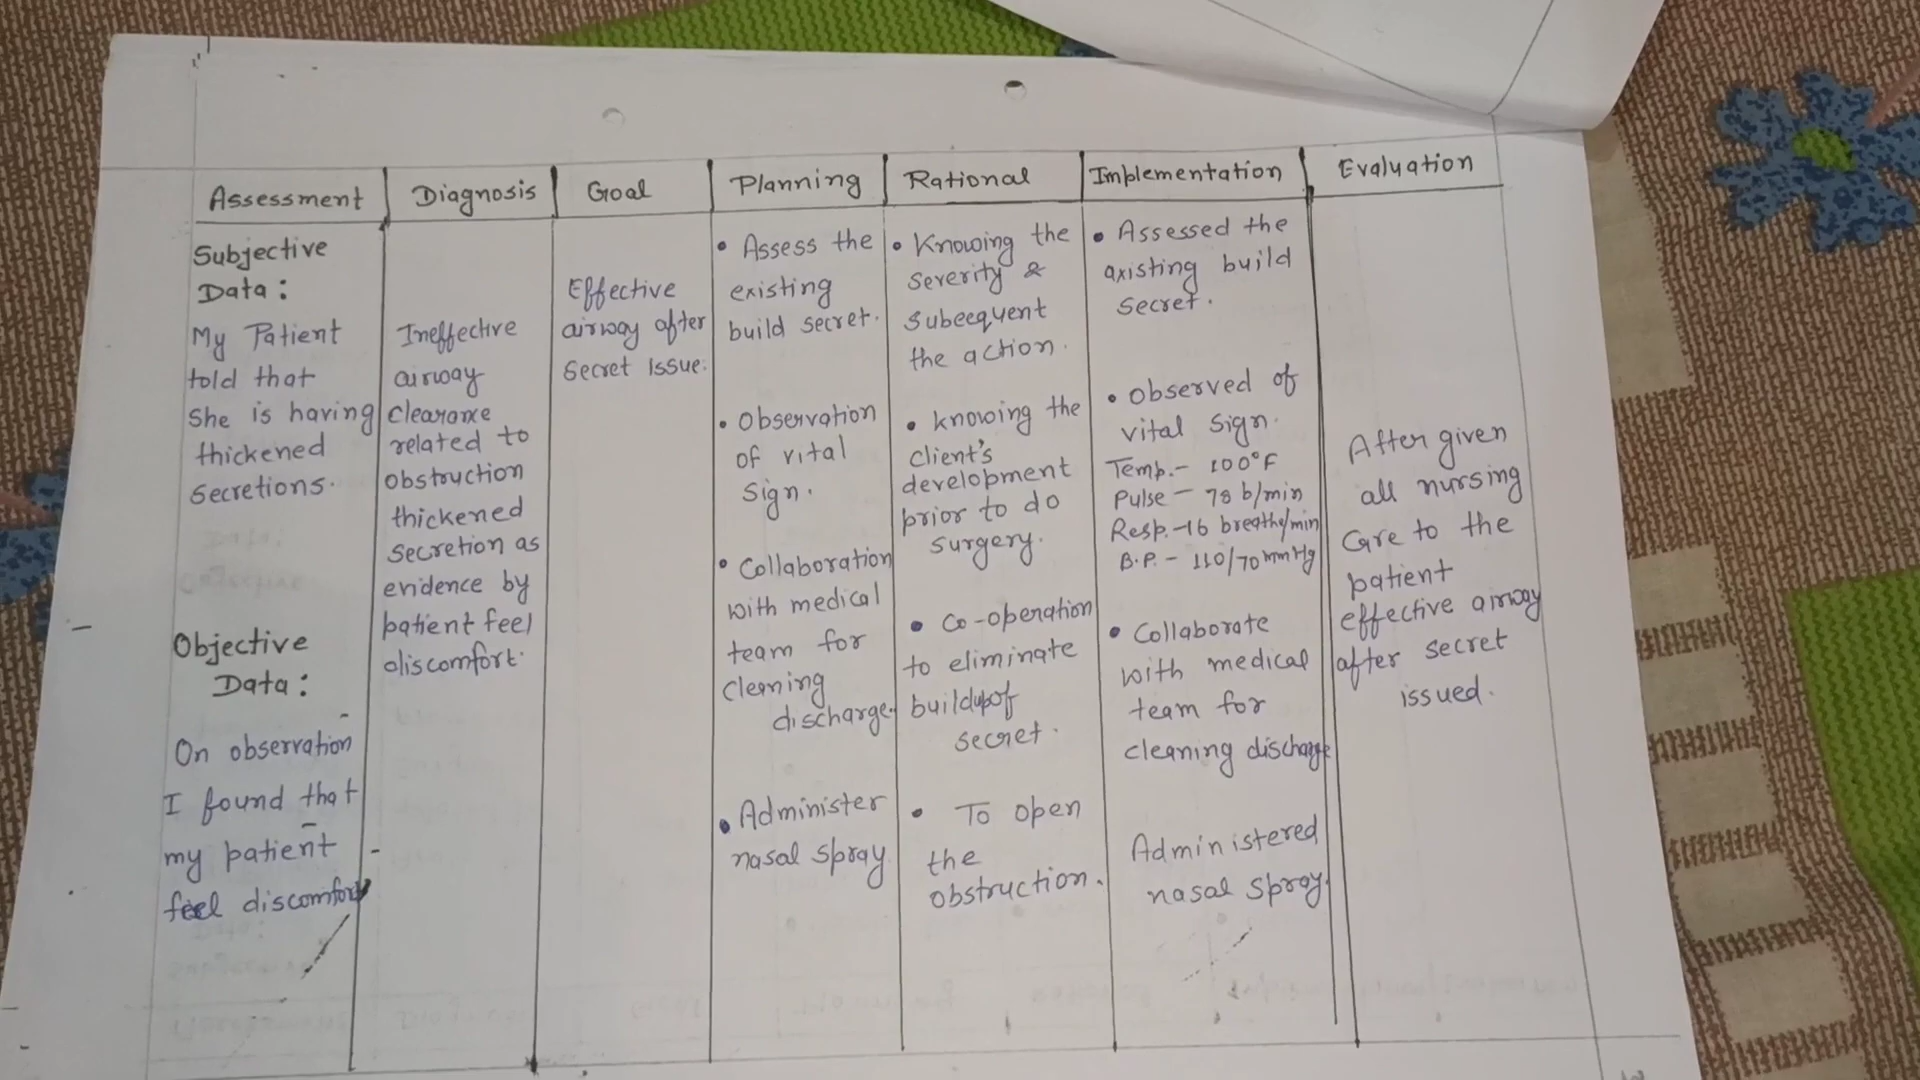 Assessment
Diagnosis
Goal
Planning
Rational
Implementation
Evaluation
Subjective
Data:
My Patient
told that
She is having
thickened
secretions.
Objective
Data:
On observation
I found that
my patient
feel discomfort
Ineffective
airway
clearance
related to
obstruction
thickened
secretion as
evidence by
patient feel
discomfort.
Effective
airway after
Secret Issue.
• Assess the
existing
build secret.
• Observation
of vital
sign.
• Collaboration
with medical
team for
cleaning
discharge.
• Administer
nasal spray
• Knowing the
severity &
subeequent
the action.
• knowing the
client's
development
prior to do
surgery.
• Co-operation
to eliminate
buildup of
secret.
• To open
the
obstruction.
• Assessed the
axisting build
secret.
• Observed of
vital sign.
Temp.- 100°F
Pulse - 78 b/min
Resp.-16 breathe/min
B.P. - 110/70 mmHg
• Collaborate
with medical
team for
cleaning discharge
Administered
nasal spray.
After given
all nursing
care to the
patient
effective airway
after secret
issued.